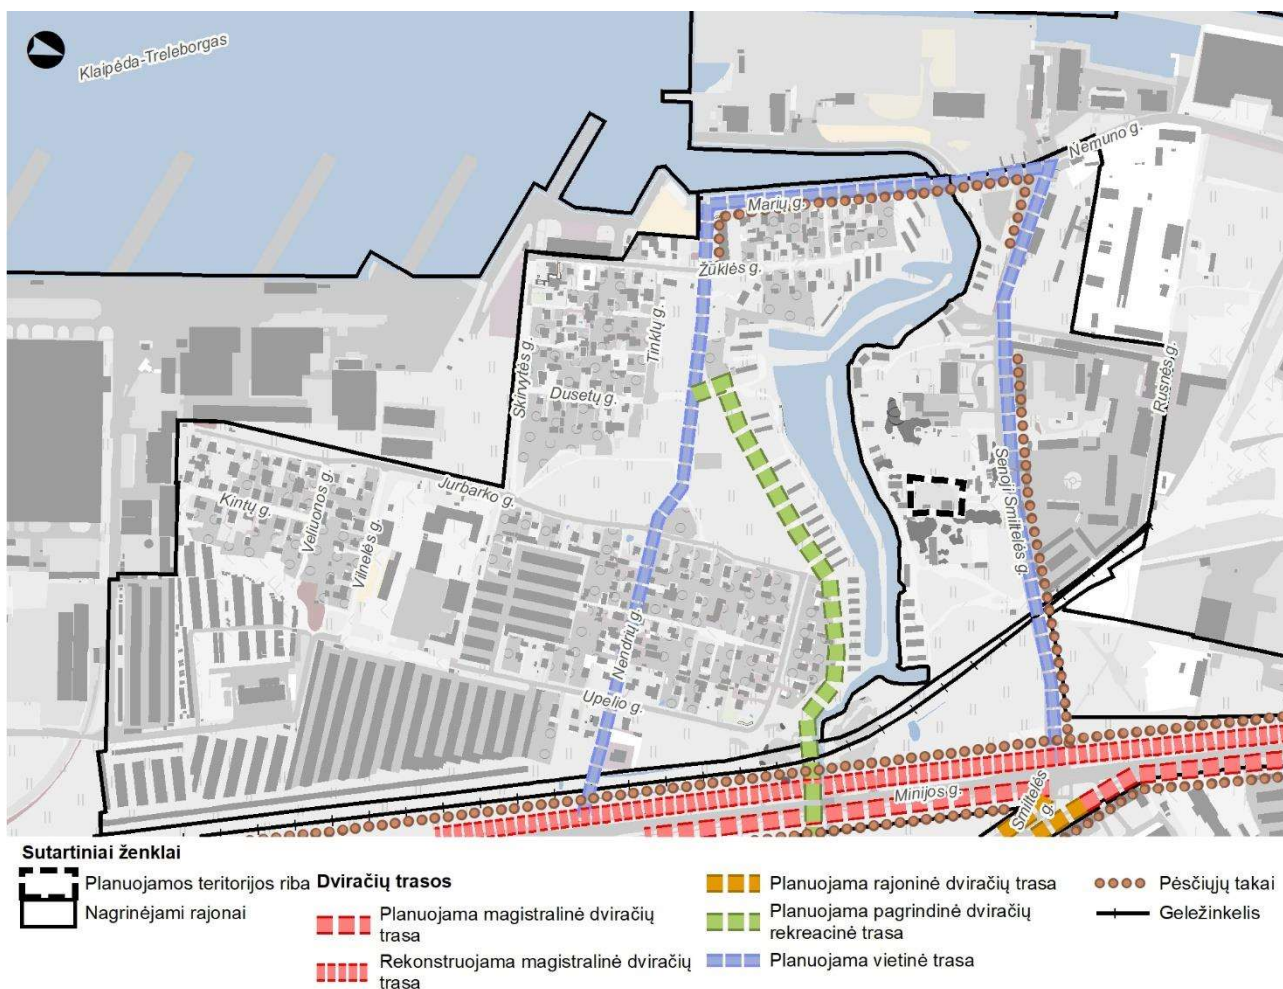 Klaipėda-Treleborgas
Nemuno g.
Marių g.
Žūklės g.
Tinklų g.
Skirvytės g.
Dusetų g.
Rusnės g.
Senoji Smiltelės g.
Jurbarko g.
Kintų g.
Veliuonos g.
Vilnelės g.
Nendrių g.
Upelio g.
Minijos g.
Smiltelės
g.
Sutartiniai ženklai
Planuojamos teritorijos riba
Nagrinėjami rajonai
Dviračių trasos
Planuojama magistralinė dviračių
trasa
Rekonstruojama magistralinė dviračių
trasa
Planuojama rajoninė dviračių trasa
Planuojama pagrindinė dviračių
rekreacinė trasa
Planuojama vietinė trasa
Pėsčiųjų takai
Geležinkelis